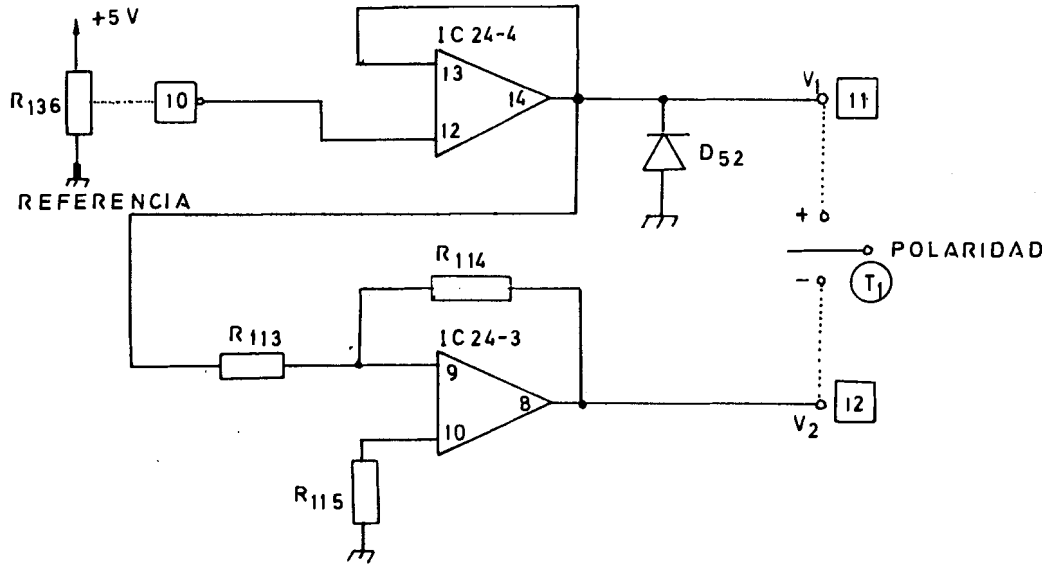 +5 V
IC 24-4
R136
10
13
12
14
V1
11
D52
REFERENCIA
+
POLARIDAD
-
T1
R114
R113
IC 24-3
9
10
8
V2
12
R115